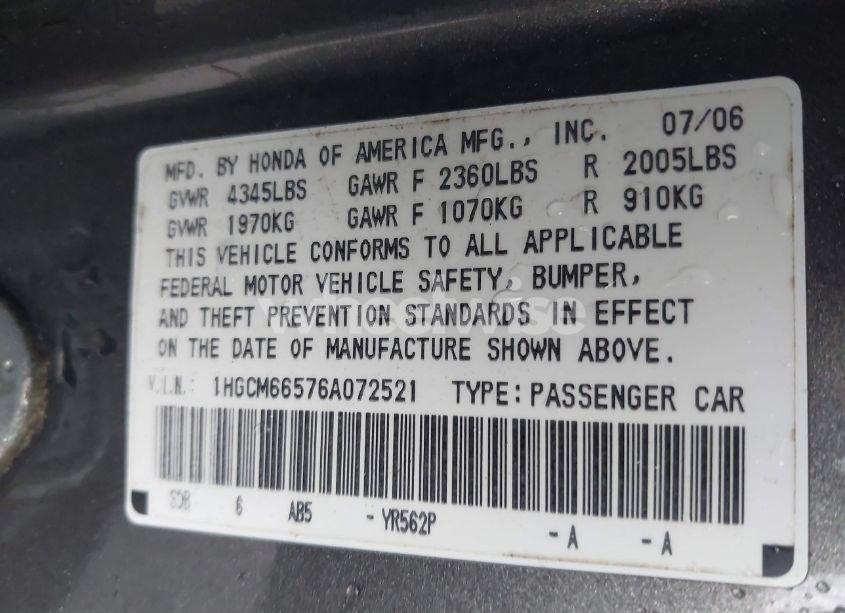 MFD. BY HONDA OF AMERICA MFG., INC. 07/06
GVWR 4345LBS GAWR F 2360LBS R 2005LBS
GVWR 1970KG GAWR F 1070KG R 910KG
THIS VEHICLE CONFORMS TO ALL APPLICABLE
FEDERAL MOTOR VEHICLE SAFETY, BUMPER,
AND THEFT PREVENTION STANDARDS IN EFFECT
ON THE DATE OF MANUFACTURE SHOWN ABOVE.
V.I.N.: 1HGCM66576A072521 TYPE: PASSENGER CAR
SDB 6 AB5 - YR562P - A - A
wheelwise